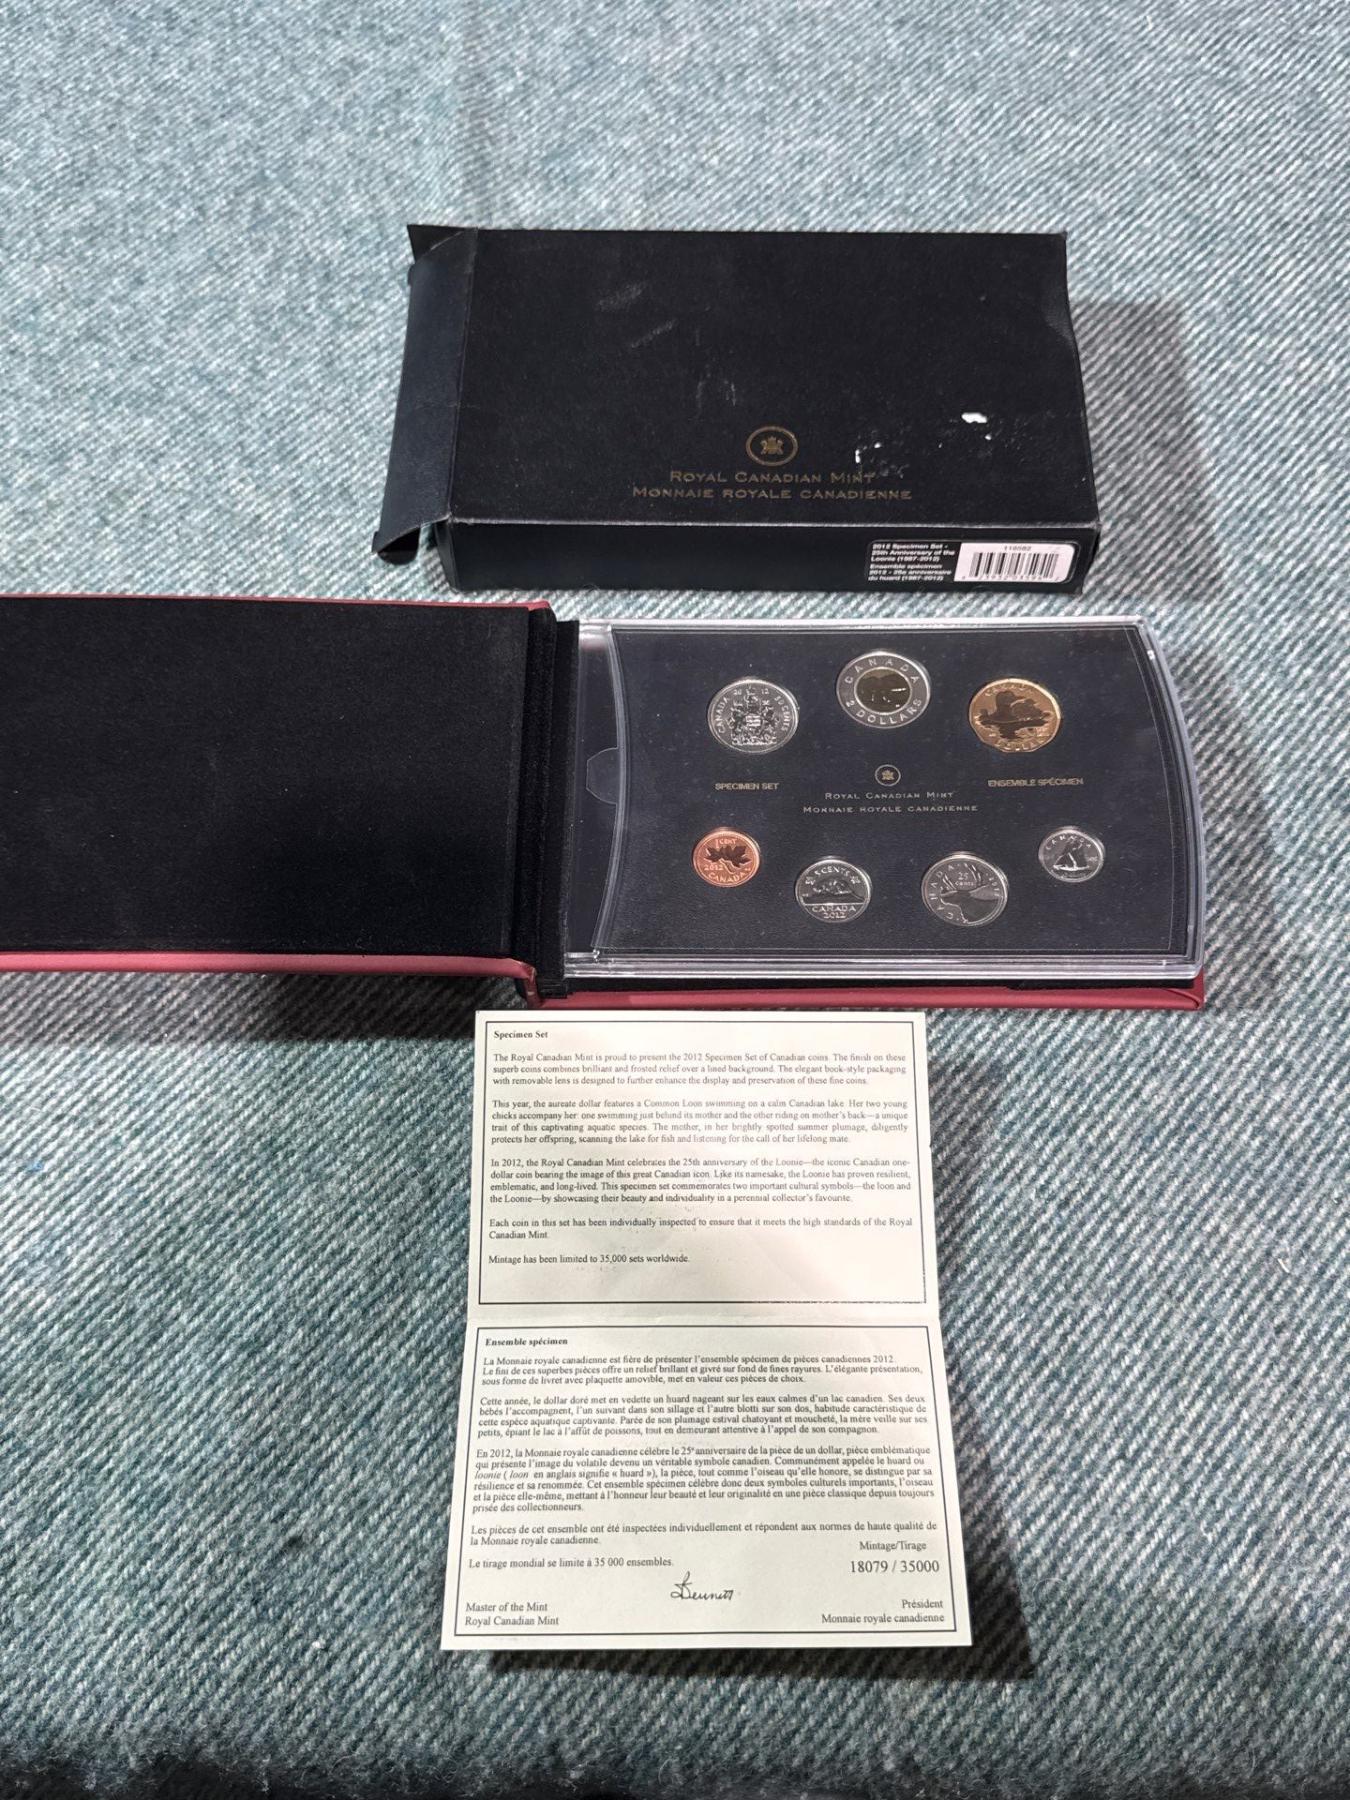 ROYAL CANADIAN MINT
MONNAIE ROYALE CANADIENNE
2012 Specimen Set -
25th Anniversary of the
Loonie (1987-2012)
Ensemble spécimen
2012 - 25e anniversaire
du huard (1987-2012)
118582
CANADA
2 DOLLARS
CANADA 2012 50 CENTS
CANADA
DOLLAR
SPECIMEN SET
ENSEMBLE SPÉCIMEN
ROYAL CANADIAN MINT
MONNAIE ROYALE CANADIENNE
1 CENT
2012
CANADA
5 CENTS
CANADA
2012
CANADA
25
CENTS
CANADA
Specimen Set
The Royal Canadian Mint is proud to present the 2012 Specimen Set of Canadian coins. The finish on these
superb coins combines brilliant and frosted relief over a lined background. The elegant book-style packaging
with removable lens is designed to further enhance the display and preservation of these fine coins.
This year, the aureate dollar features a Common Loon swimming on a calm Canadian lake. Her two young
chicks accompany her: one swimming just behind its mother and the other riding on mother's back—a unique
trait of this captivating aquatic species. The mother, in her brightly spotted summer plumage, diligently
protects her offspring, scanning the lake for fish and listening for the call of her lifelong mate.
In 2012, the Royal Canadian Mint celebrates the 25th anniversary of the Loonie—the iconic Canadian one-
dollar coin bearing the image of this great Canadian icon. Like its namesake, the Loonie has proven resilient,
emblematic, and long-lived. This specimen set commemorates two important cultural symbols—the loon and
the Loonie—by showcasing their beauty and individuality in a perennial collector's favourite.
Each coin in this set has been individually inspected to ensure that it meets the high standards of the Royal
Canadian Mint.
Mintage has been limited to 35,000 sets worldwide.
Ensemble spécimen
La Monnaie royale canadienne est fière de présenter l'ensemble spécimen de pièces canadiennes 2012.
Le fini de ces superbes pièces offre un relief brillant et givré sur fond de fines rayures. L'élégante présentation,
sous forme de livret avec plaquette amovible, met en valeur ces pièces de choix.
Cette année, le dollar doré met en vedette un huard nageant sur les eaux calmes d'un lac canadien. Ses deux
bébés l'accompagnent, l'un suivant dans son sillage et l'autre blotti sur son dos, habitude caractéristique de
cette espèce aquatique captivante. Parée de son plumage estival chatoyant et moucheté, la mère veille sur ses
petits, épiant le lac à l'affût de poissons, tout en demeurant attentive à l'appel de son compagnon.
En 2012, la Monnaie royale canadienne célèbre le 25e anniversaire de la pièce de un dollar, pièce emblématique
qui présente l'image du volatile devenu un véritable symbole canadien. Communément appelée le huard ou
loonie ( loon en anglais signifie « huard »), la pièce, tout comme l'oiseau qu'elle honore, se distingue par sa
résilience et sa renommée. Cet ensemble spécimen célèbre donc deux symboles culturels importants, l'oiseau
et la pièce elle-même, mettant à l'honneur leur beauté et leur originalité en une pièce classique depuis toujours
prisée des collectionneurs.
Les pièces de cet ensemble ont été inspectées individuellement et répondent aux normes de haute qualité de
la Monnaie royale canadienne.
Mintage/Tirage
Le tirage mondial se limite à 35 000 ensembles.
18079 / 35000
Master of the Mint
Royal Canadian Mint
Président
Monnaie royale canadienne